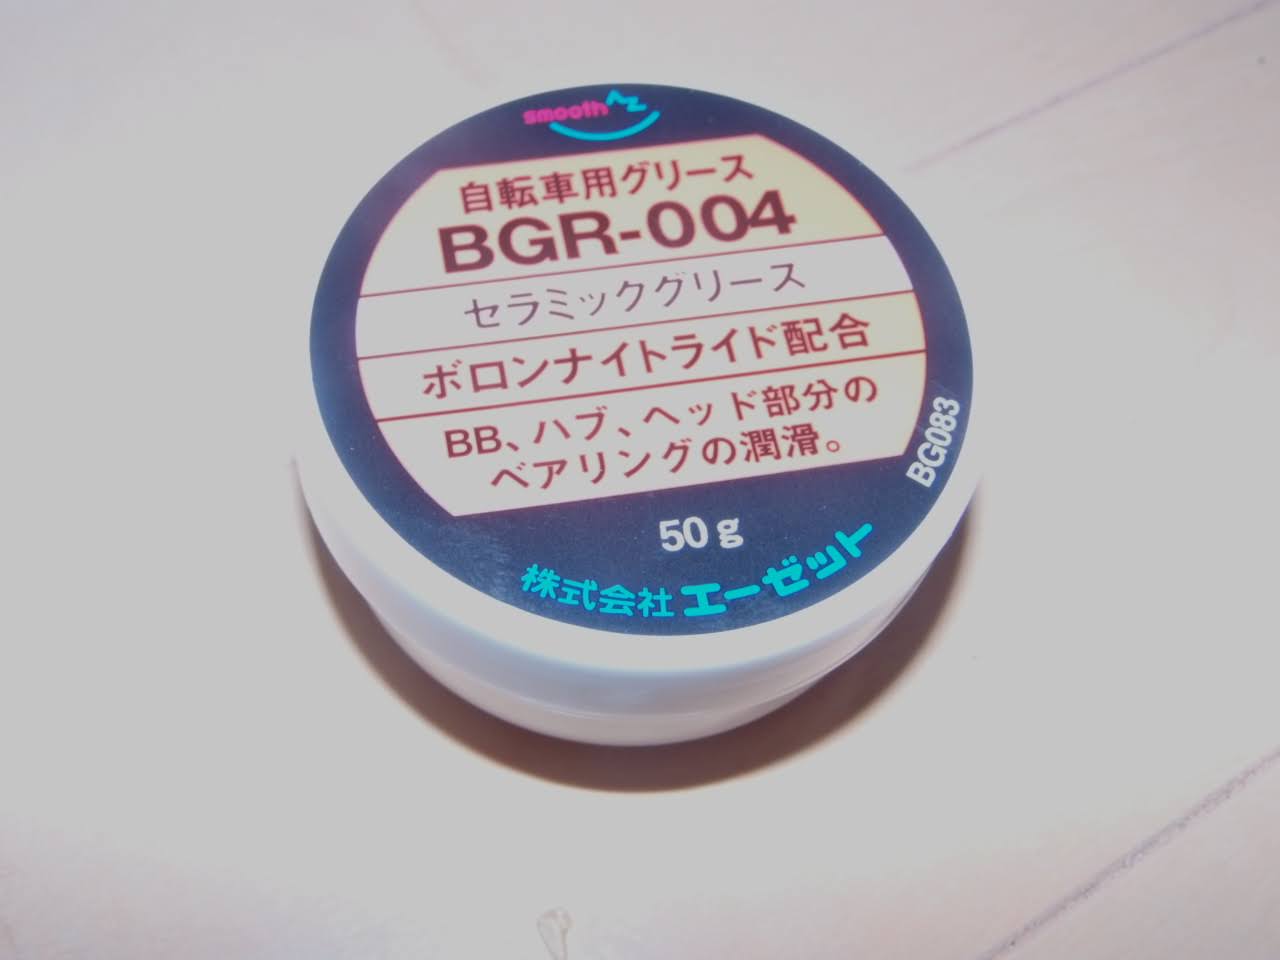 smooth AZ
自転車用グリース
BGR-004
セラミックグリース
ボロンナイトライド配合
BB、ハブ、ヘッド部分の
ベアリングの潤滑。
BG083
50g
株式会社エーゼット